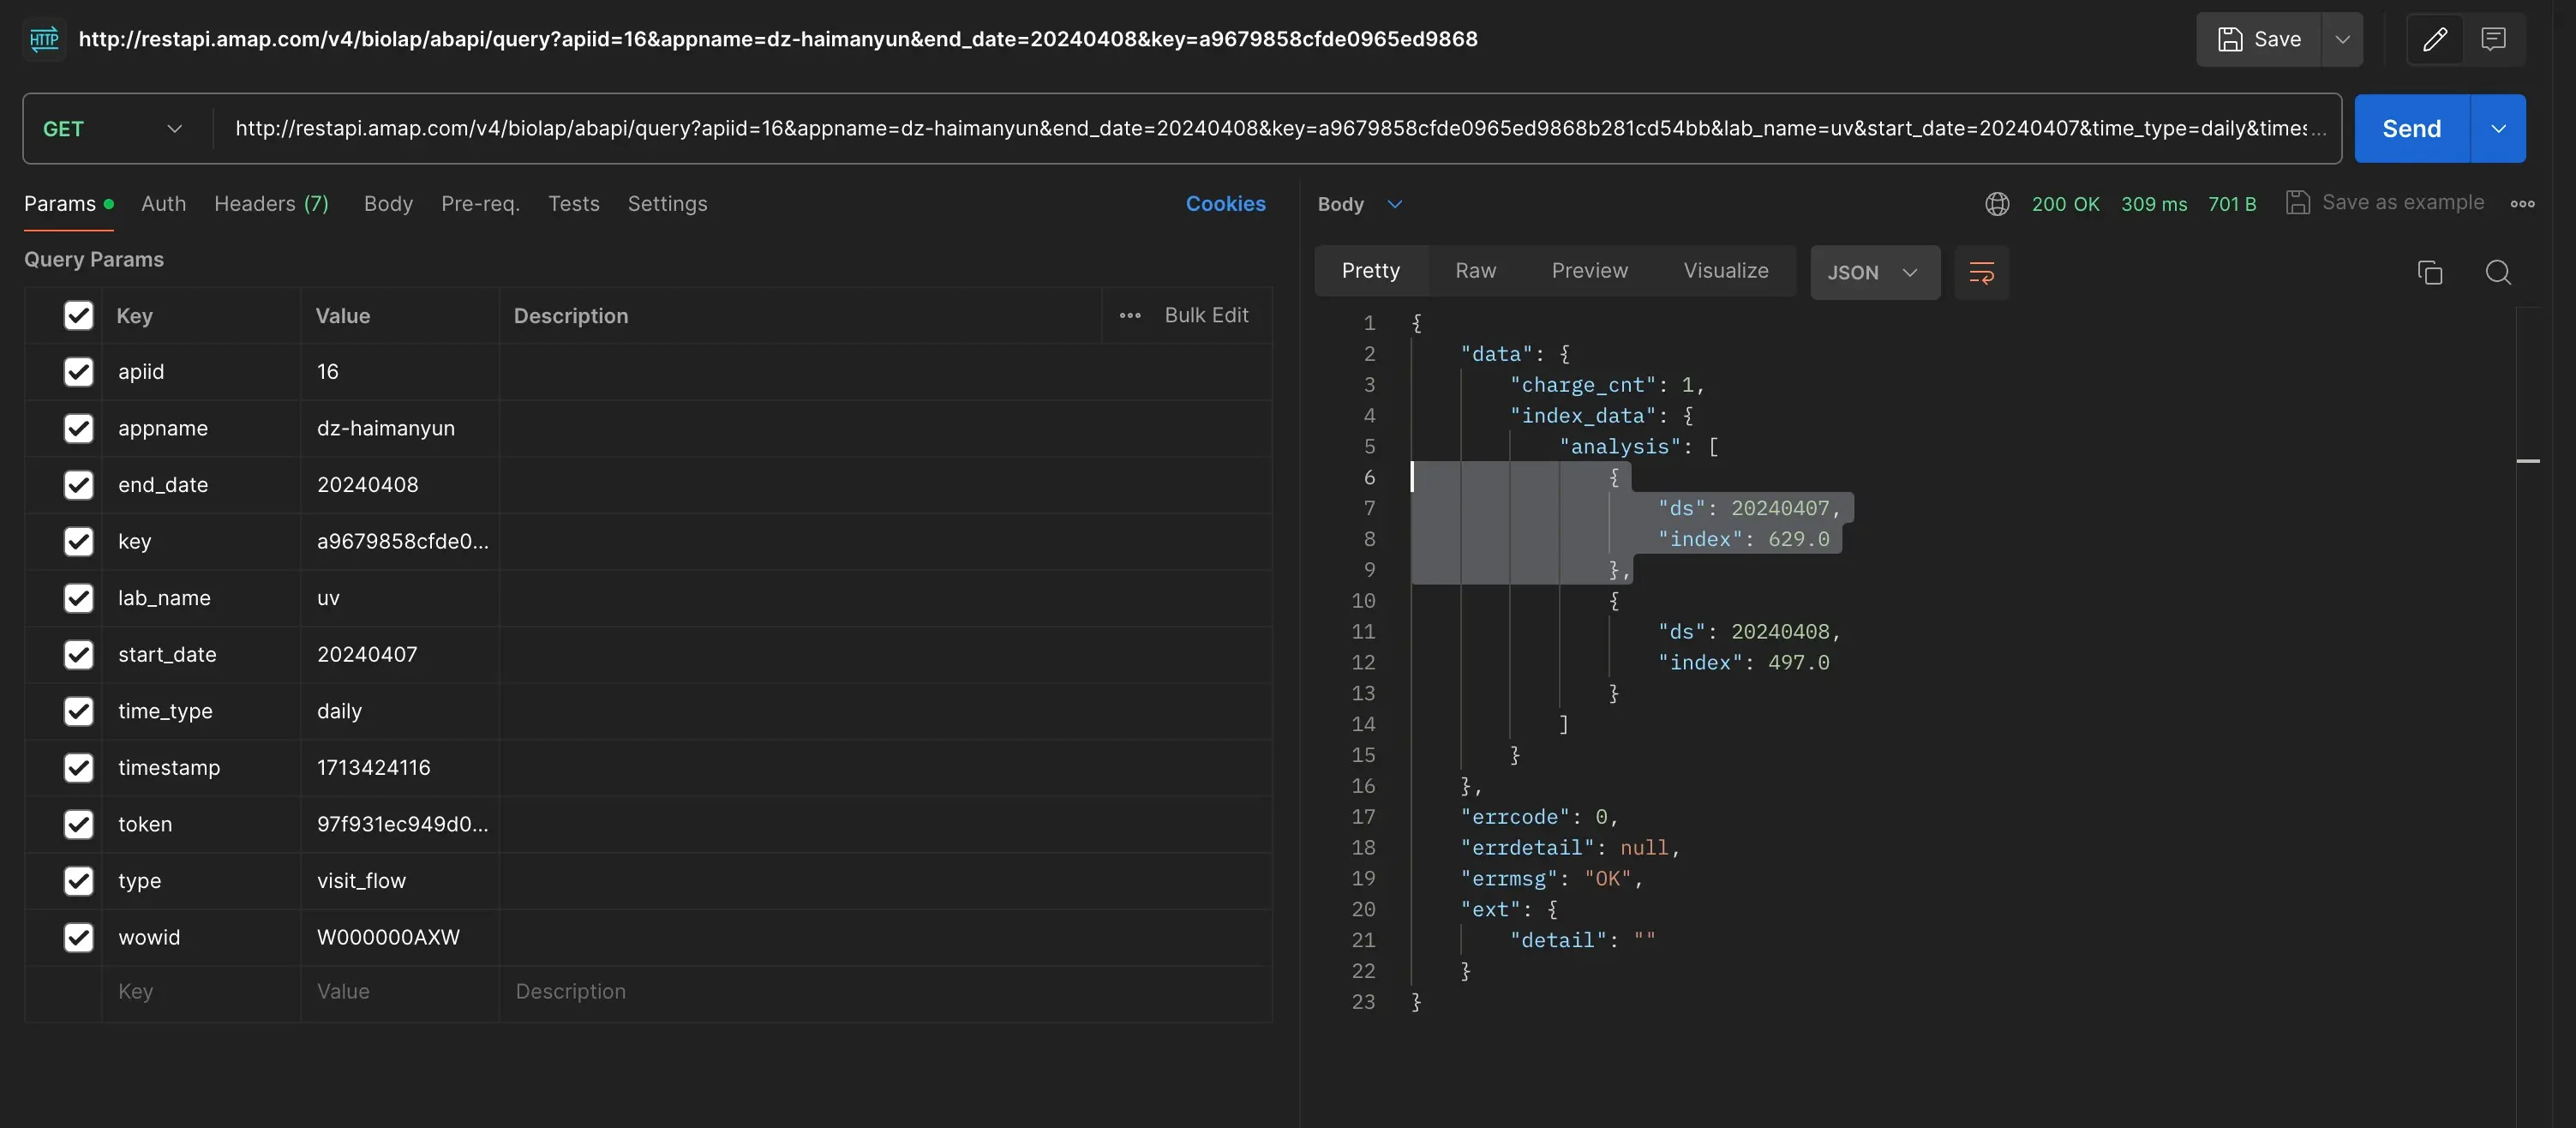 HTTP http://restapi.amap.com/v4/biolap/abapi/query?apiid=16&appname=dz-haimanyun&end_date=20240408&key=a9679858cfde0965ed9868
Save
GET http://restapi.amap.com/v4/biolap/abapi/query?apiid=16&appname=dz-haimanyun&end_date=20240408&key=a9679858cfde0965ed9868b281cd54bb&lab_name=uv&start_date=20240407&time_type=daily&times...
Send
Params Auth Headers (7) Body Pre-req. Tests Settings Cookies
Query Params
Key Value Description Bulk Edit
apiid 16
appname dz-haimanyun
end_date 20240408
key a9679858cfde0...
lab_name uv
start_date 20240407
time_type daily
timestamp 1713424116
token 97f931ec949d0...
type visit_flow
wowid W000000AXW
Key Value Description
Body 200 OK 309 ms 701 B Save as example
Pretty Raw Preview Visualize JSON
1 {
2 "data": {
3 "charge_cnt": 1,
4 "index_data": {
5 "analysis": [
6 {
7 "ds": 20240407,
8 "index": 629.0
9 },
10 {
11 "ds": 20240408,
12 "index": 497.0
13 }
14 ]
15 }
16 },
17 "errcode": 0,
18 "errdetail": null,
19 "errmsg": "OK",
20 "ext": {
21 "detail": ""
22 }
23 }